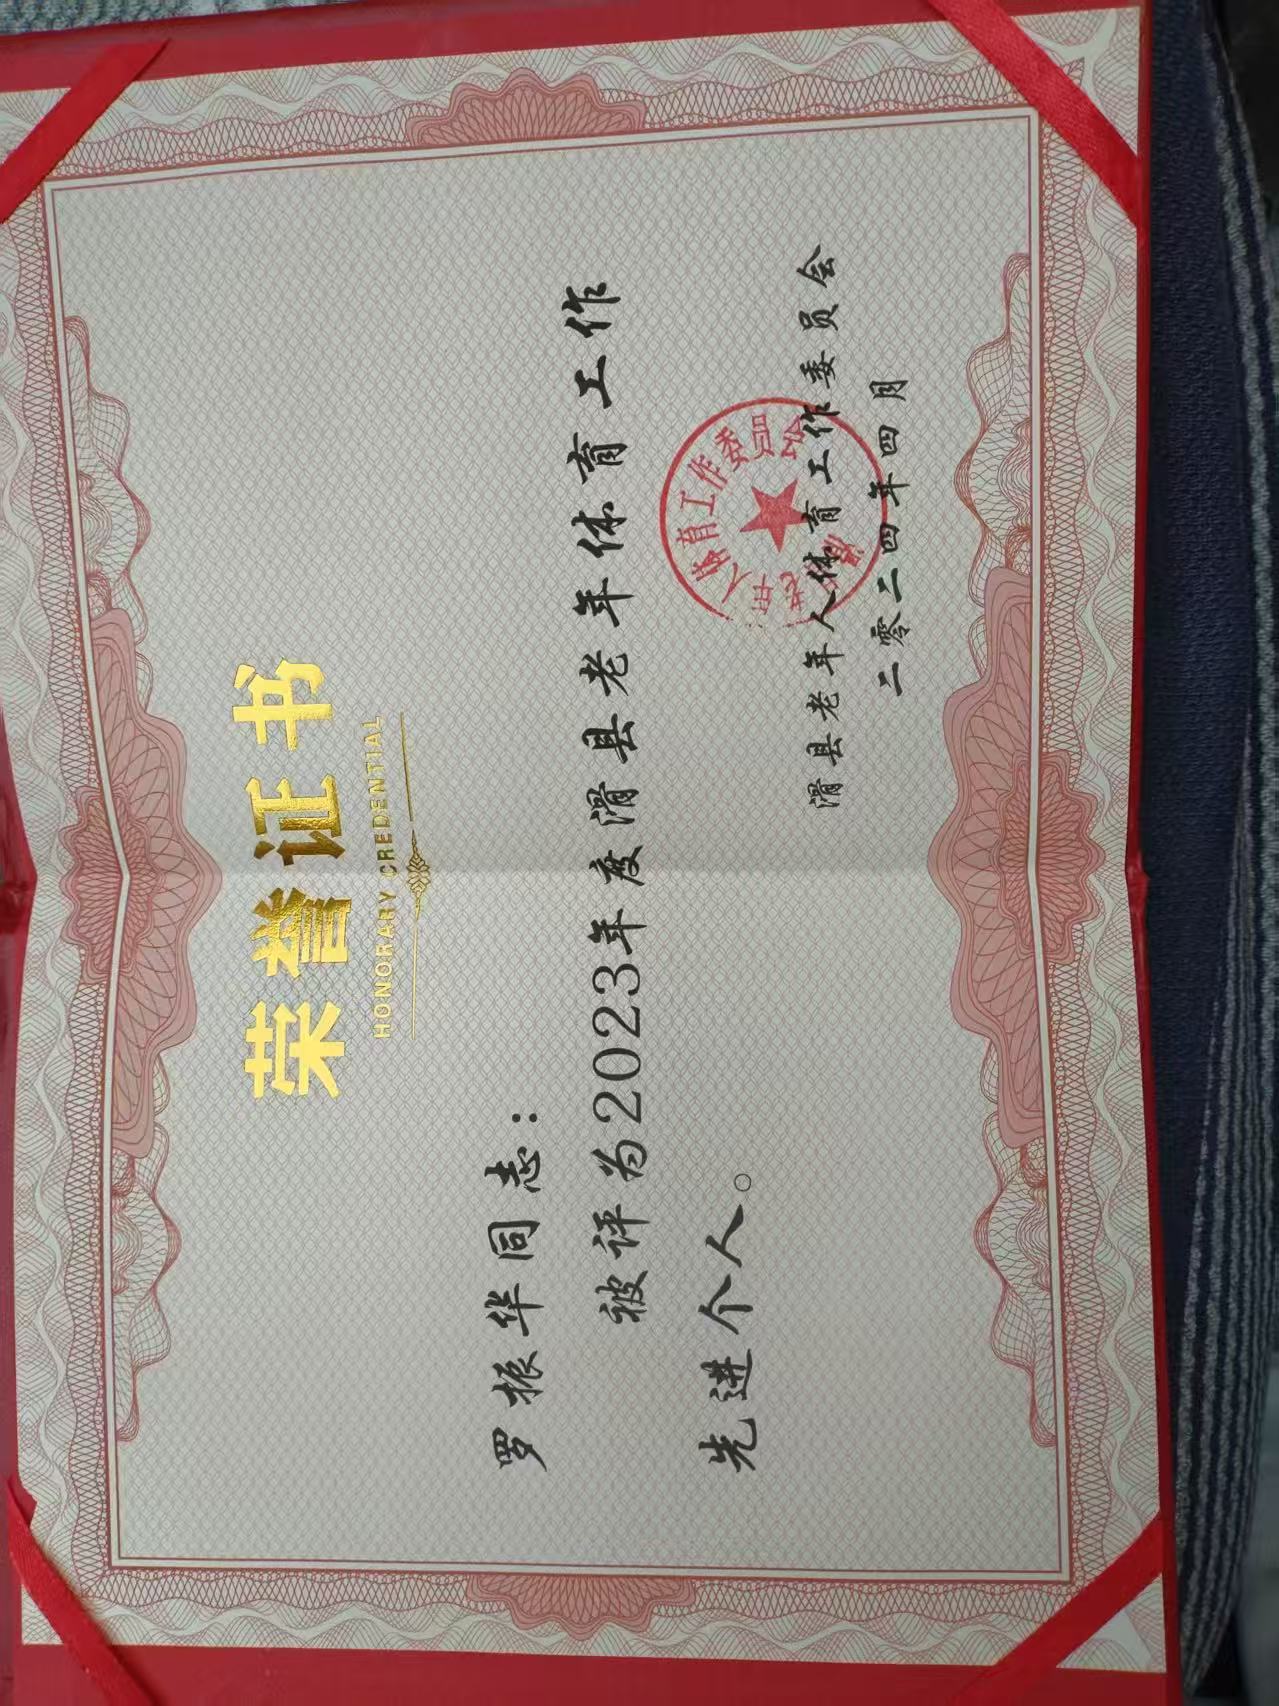 荣誉证书
HONORARY CREDENTIAL
罗振华同志：
被评为2023年度滑县老年体育工作
先进个人。
滑县老年人体育工作委员会
二零二四年四月